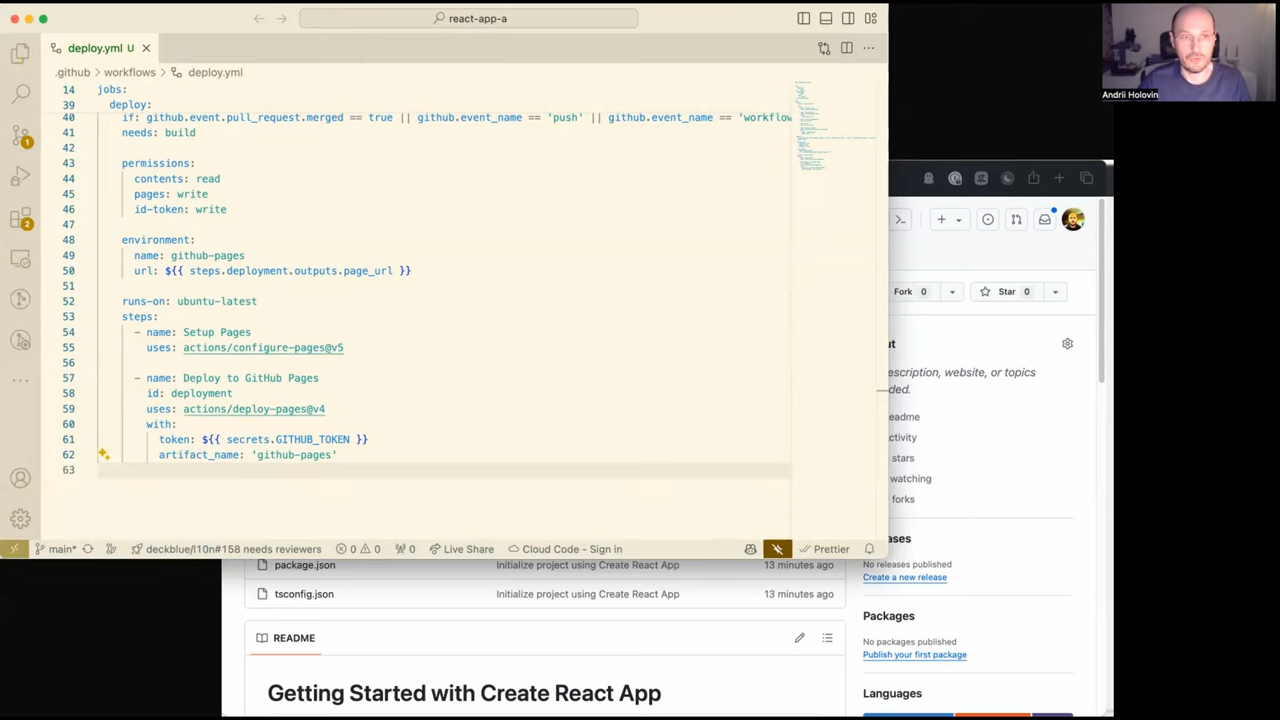 react-app-a
deploy.yml U
.github > workflows > deploy.yml
14 jobs:
39 deploy:
40 if: github.event.pull_request.merged == true || github.event_name == 'push' || github.event_name == 'workflow
41 needs: build
42
43 permissions:
44 contents: read
45 pages: write
46 id-token: write
47
48 environment:
49 name: github-pages
50 url: ${{ steps.deployment.outputs.page_url }}
51
52 runs-on: ubuntu-latest
53 steps:
54 - name: Setup Pages
55 uses: actions/configure-pages@v5
56
57 - name: Deploy to GitHub Pages
58 id: deployment
59 uses: actions/deploy-pages@v4
60 with:
61 token: ${{ secrets.GITHUB_TOKEN }}
62 artifact_name: 'github-pages'
63
1
2
main* deckblue/l10n#158 needs reviewers 0 0 0 Live Share Cloud Code - Sign in Prettier
Andrii Holovin
Fork 0 Star 0
ut
escription, website, or topics
ded.
eadme
ctivity
stars
watching
forks
ases
No releases published
Create a new release
Packages
No packages published
Publish your first package
Languages
package.json Initialize project using Create React App 13 minutes ago
tsconfig.json Initialize project using Create React App 13 minutes ago
README
Getting Started with Create React App